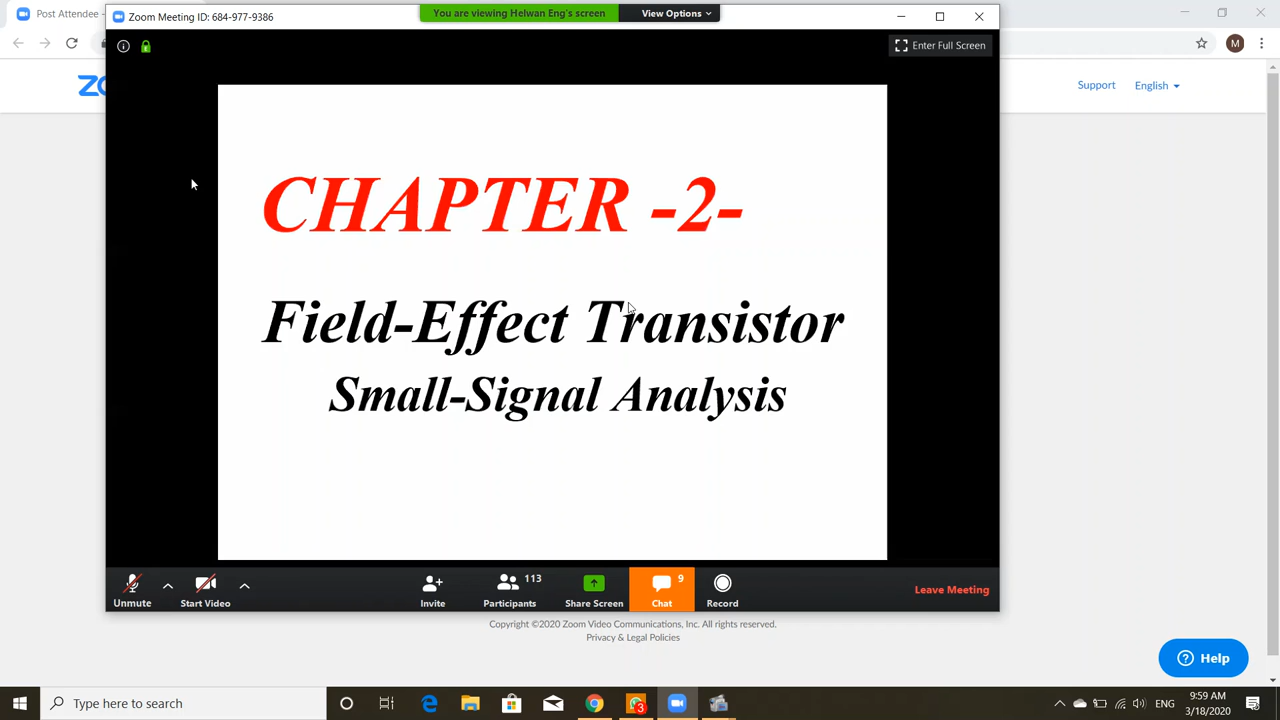 Post Attendee -
Zoom Meeting ID: 684-977-9386
You are viewing Helwan Eng's screen
View Options
Enter Full Screen
M
Support
English
CHAPTER -2-
Field-Effect Transistor
Small-Signal Analysis
Unmute
Start Video
Invite
113
Participants
Share Screen
9
Chat
Record
Leave Meeting
Copyright ©2020 Zoom Video Communications, Inc. All rights reserved.
Privacy & Legal Policies
Help
Type here to search
3
ENG
9:59 AM
3/18/2020